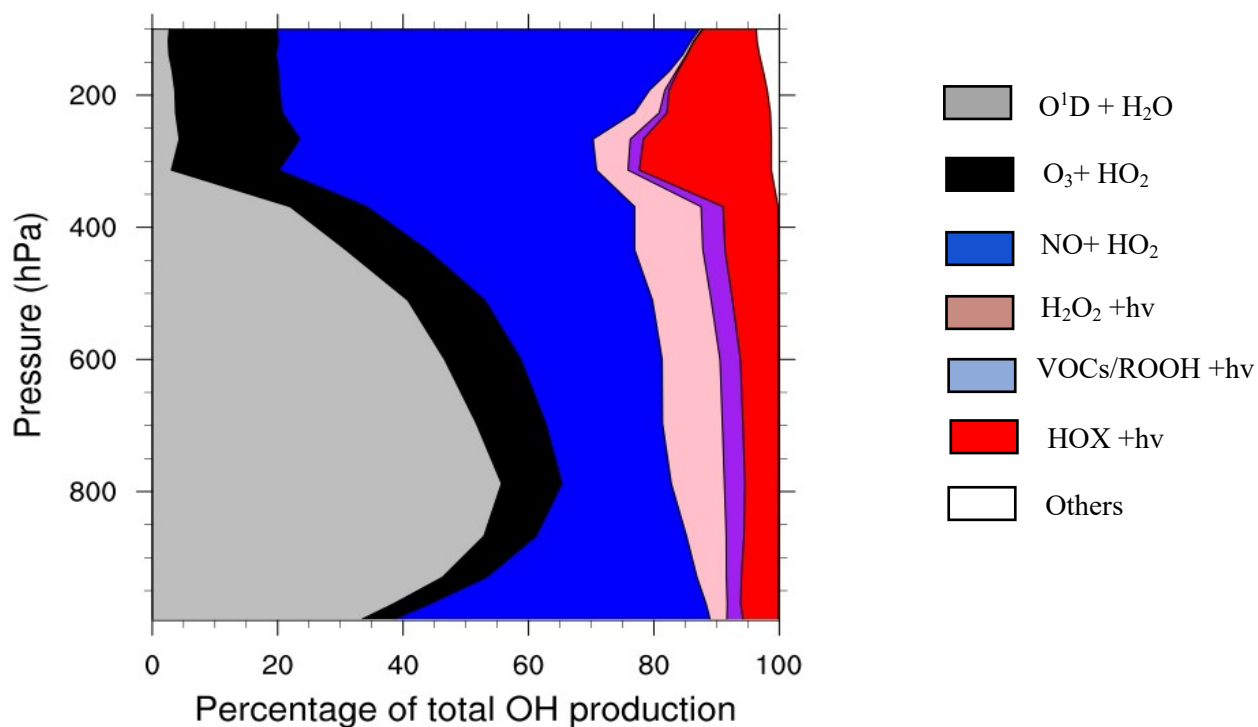 200
400
600
800
Pressure (hPa)
0 20 40 60 80 100
Percentage of total OH production
O¹D + H₂O
O₃+ HO₂
NO+ HO₂
H₂O₂ +hv
VOCs/ROOH +hv
HOX +hv
Others